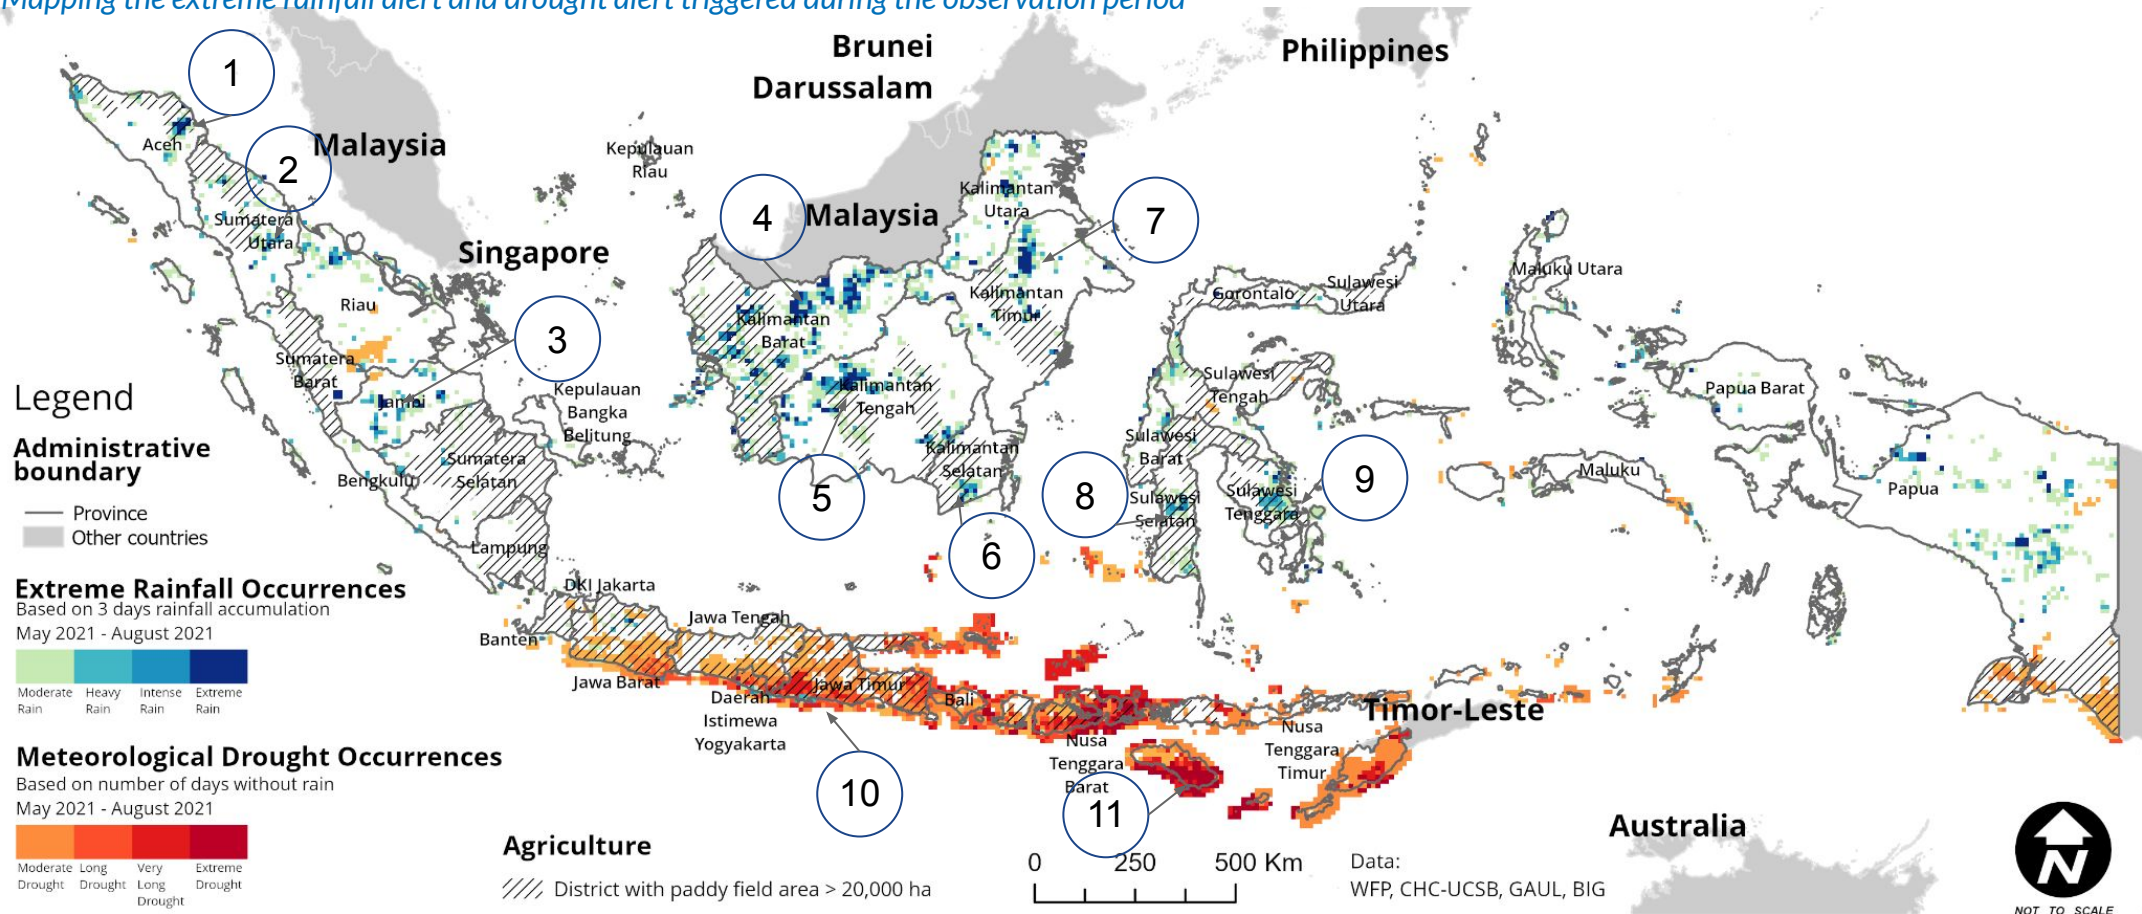 Mapping the extreme rainfall alert and drought alert triggered during the observation period
Brunei
Darussalam
Philippines
1
Aceh
2
Malaysia
Kepulauan
Riau
Sumatera
Utara
4
Malaysia
Kalimantan
Utara
7
Singapore
Riau
3
Kalimantan
Barat
Kalimantan
Timur
Gorontalo
Sulawesi
Utara
Maluku Utara
Sumatera
Barat
Jambi
Kepulauan
Bangka
Belitung
Kalimantan
Tengah
Sulawesi
Tengah
Papua Barat
Sumatera
Selatan
Bengkulu
Kalimantan
Selatan
Sulawesi
Barat
5
8
Sulawesi
Selatan
Sulawesi
Tenggara
9
Maluku
Papua
Lampung
6
DKI Jakarta
Banten
Jawa Tengah
Jawa Barat
Daerah
Istimewa
Yogyakarta
Jawa Timur
Bali
Nusa
Tenggara
Barat
Nusa
Tenggara
Timur
Timor-Leste
10
11
Australia
Legend
Administrative
boundary
Province
Other countries
Extreme Rainfall Occurrences
Based on 3 days rainfall accumulation
May 2021 - August 2021
Moderate Rain
Heavy Rain
Intense Rain
Extreme Rain
Meteorological Drought Occurrences
Based on number of days without rain
May 2021 - August 2021
Moderate Drought
Long Drought
Very Long Drought
Extreme Drought
Agriculture
District with paddy field area > 20,000 ha
0 250 500 Km
Data:
WFP, CHC-UCSB, GAUL, BIG
N
NOT TO SCALE